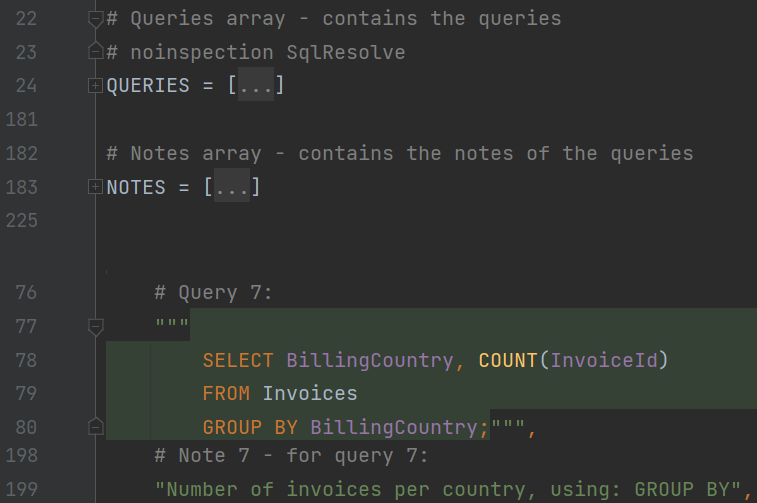 22 # Queries array - contains the queries
23 # noinspection SqlResolve
24 QUERIES = [...]
181
182 # Notes array - contains the notes of the queries
183 NOTES = [...]
225
76 # Query 7:
77 """
78 SELECT BillingCountry, COUNT(InvoiceId)
79 FROM Invoices
80 GROUP BY BillingCountry;""",
198 # Note 7 - for query 7:
199 "Number of invoices per country, using: GROUP BY",